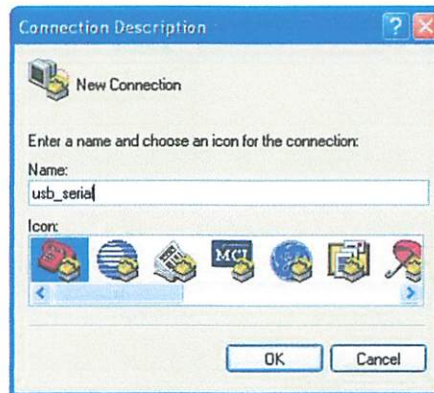 Connection Description
New Connection
Enter a name and choose an icon for the connection:
Name:
usb_serial
Icon:
MCI
OK
Cancel